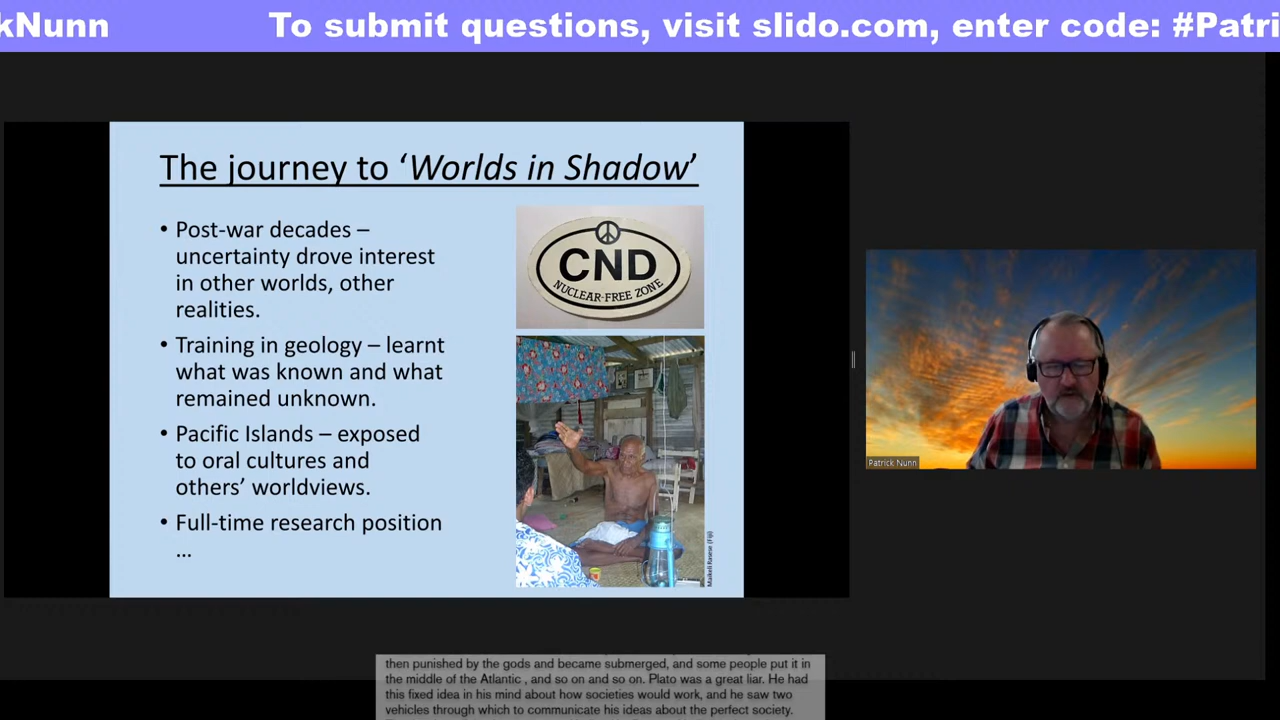 kNunn To submit questions, visit slido.com, enter code: #Patri
The journey to ‘Worlds in Shadow’
• Post-war decades –
uncertainty drove interest
in other worlds, other
realities.
• Training in geology – learnt
what was known and what
remained unknown.
• Pacific Islands – exposed
to oral cultures and
others’ worldviews.
• Full-time research position
...
CND
NUCLEAR-FREE ZONE
Patrick Nunn
then punished by the gods and became submerged, and some people put it in
the middle of the Atlantic , and so on and so on. Plato was a great liar. He had
this fixed idea in his mind about how societies would work, and he saw two
vehicles through which to communicate his ideas about the perfect society.